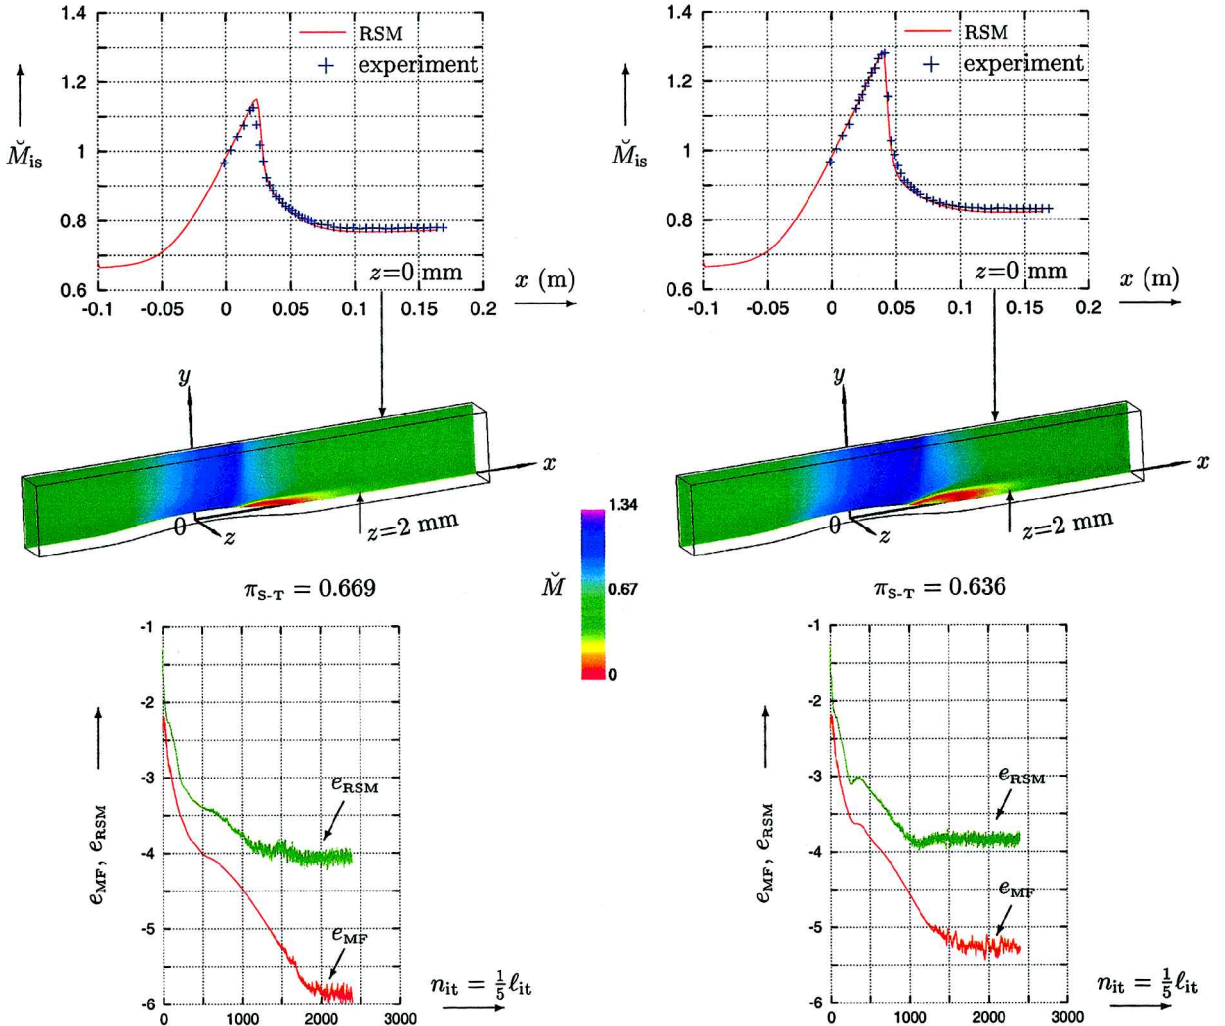 1.4
1.2
1
0.8
0.6
M̆is
RSM
experiment
z=0 mm
-0.1
-0.05
0
0.05
0.1
0.15
0.2
x (m)
1.4
1.2
1
0.8
0.6
M̆is
RSM
experiment
z=0 mm
-0.1
-0.05
0
0.05
0.1
0.15
0.2
x (m)
y
x
0
z
z=2 mm
y
x
0
z
z=2 mm
πS-T = 0.669
M̆
1.34
0.67
0
πS-T = 0.636
-1
-2
-3
-4
-5
-6
eMF, eRSM
eRSM
eMF
0
1000
2000
3000
nit = 1/5 ℓit
-1
-2
-3
-4
-5
-6
eMF, eRSM
eRSM
eMF
0
1000
2000
3000
nit = 1/5 ℓit